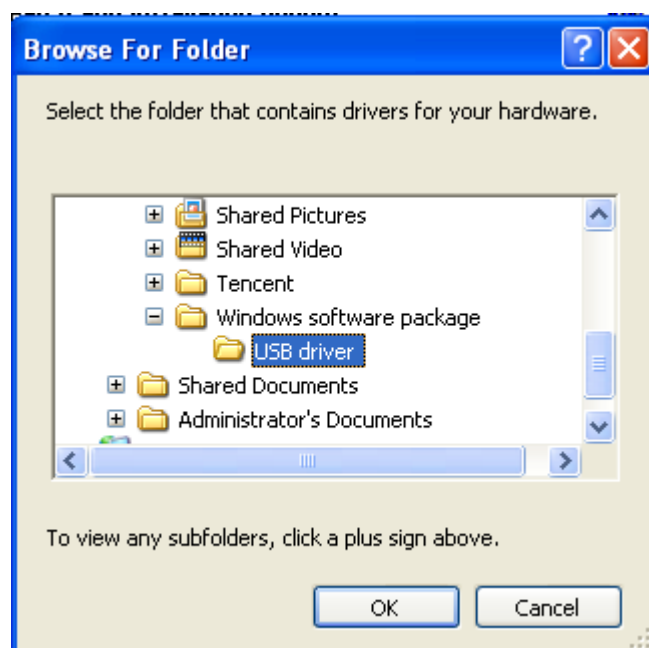 Browse For Folder
Select the folder that contains drivers for your hardware.
Shared Pictures
Shared Video
Tencent
Windows software package
USB driver
Shared Documents
Administrator's Documents
To view any subfolders, click a plus sign above.
OK
Cancel